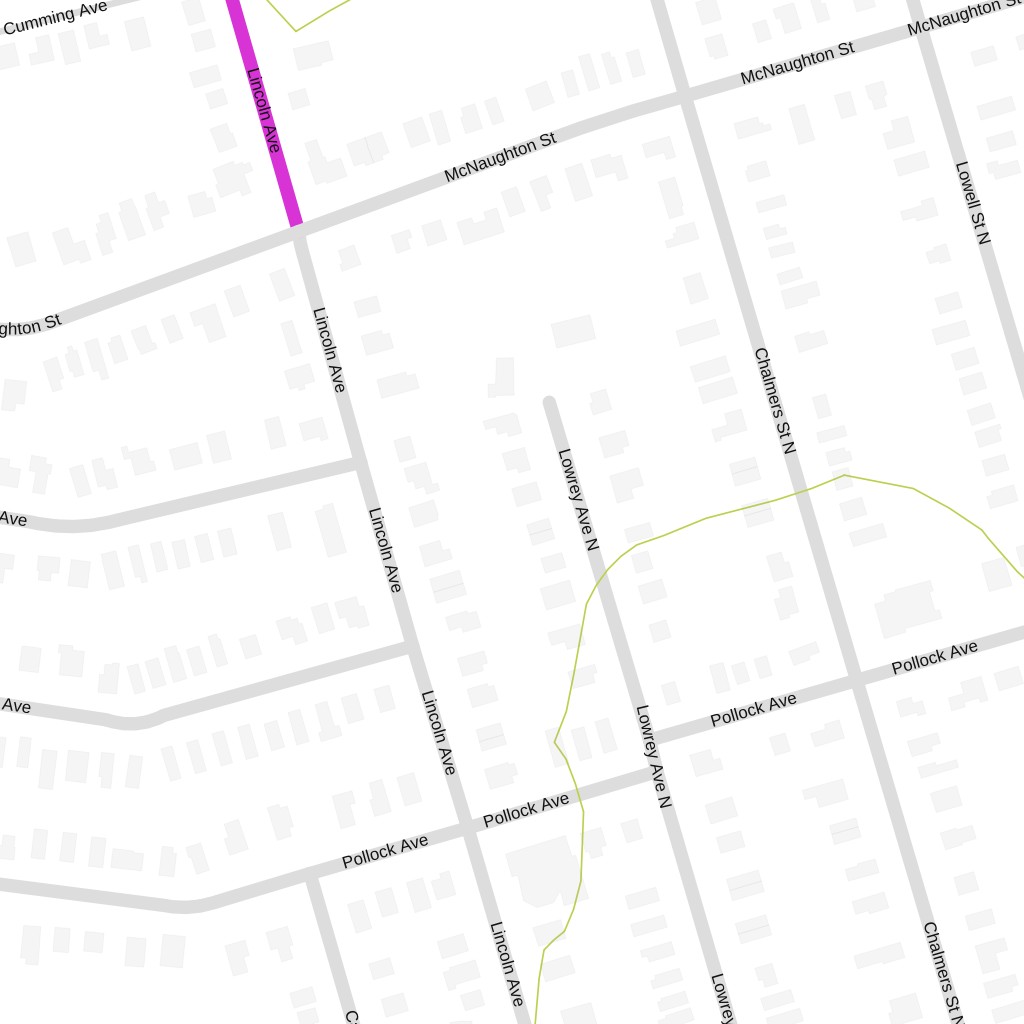 Cumming Ave
McNaughton St
McNaughton St
Lincoln Ave
McNaughton St
Lowell St N
ghton St
Lincoln Ave
Chalmers St N
Lowrey Ave N
Ave
Lincoln Ave
Pollock Ave
Ave
Lincoln Ave
Pollock Ave
Lowrey Ave N
Pollock Ave
Pollock Ave
Lincoln Ave
Chalmers St N
Lowrey
C